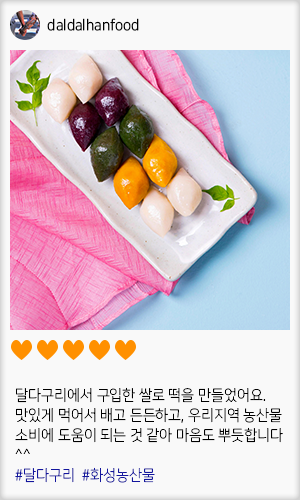 daldalhanfood
🧡🧡🧡🧡🧡
달다구리에서 구입한 쌀로 떡을 만들었어요.
맛있게 먹어서 배고 든든하고, 우리지역 농산물
소비에 도움이 되는 것 같아 마음도 뿌듯합니다
^^
#달다구리 #화성농산물